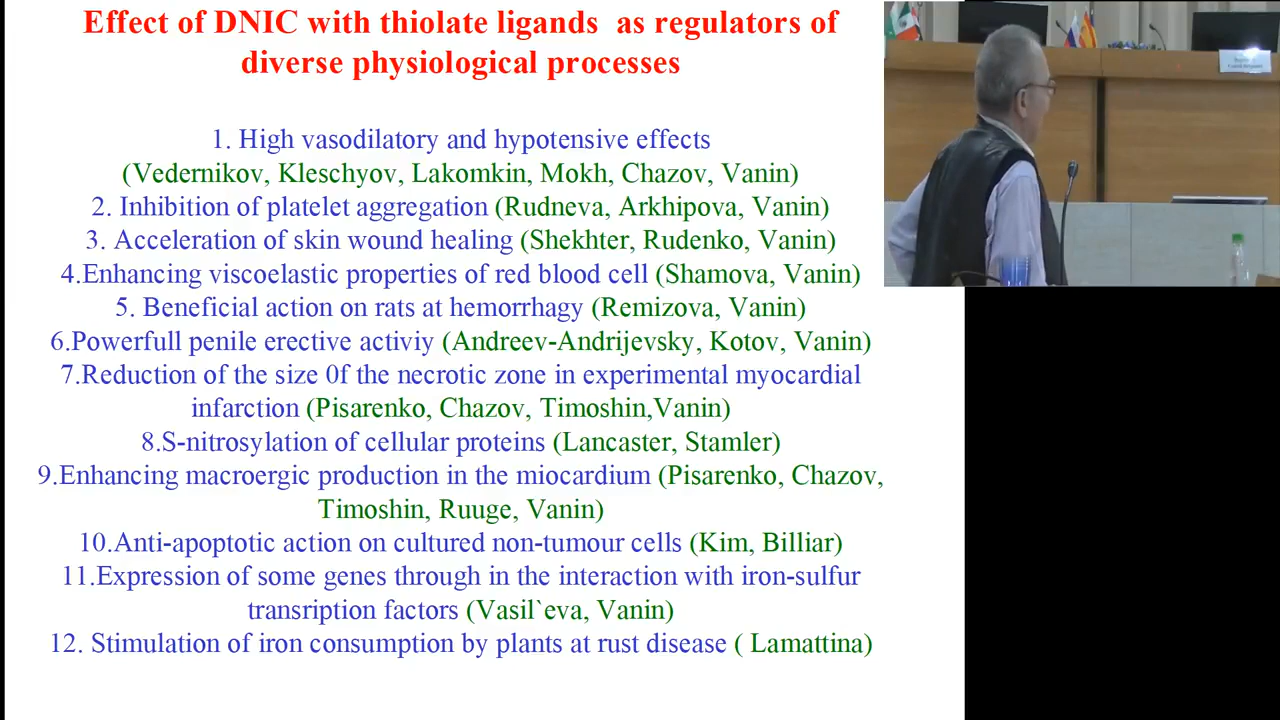 Effect of DNIC with thiolate ligands as regulators of
diverse physiological processes
1. High vasodilatory and hypotensive effects
(Vedernikov, Kleschyov, Lakomkin, Mokh, Chazov, Vanin)
2. Inhibition of platelet aggregation (Rudneva, Arkhipova, Vanin)
3. Acceleration of skin wound healing (Shekhter, Rudenko, Vanin)
4.Enhancing viscoelastic properties of red blood cell (Shamova, Vanin)
5. Beneficial action on rats at hemorrhagy (Remizova, Vanin)
6.Powerfull penile erective activiy (Andreev-Andrijevsky, Kotov, Vanin)
7.Reduction of the size 0f the necrotic zone in experimental myocardial
infarction (Pisarenko, Chazov, Timoshin,Vanin)
8.S-nitrosylation of cellular proteins (Lancaster, Stamler)
9.Enhancing macroergic production in the miocardium (Pisarenko, Chazov,
Timoshin, Ruuge, Vanin)
10.Anti-apoptotic action on cultured non-tumour cells (Kim, Billiar)
11.Expression of some genes through in the interaction with iron-sulfur
transription factors (Vasil`eva, Vanin)
12. Stimulation of iron consumption by plants at rust disease ( Lamattina)